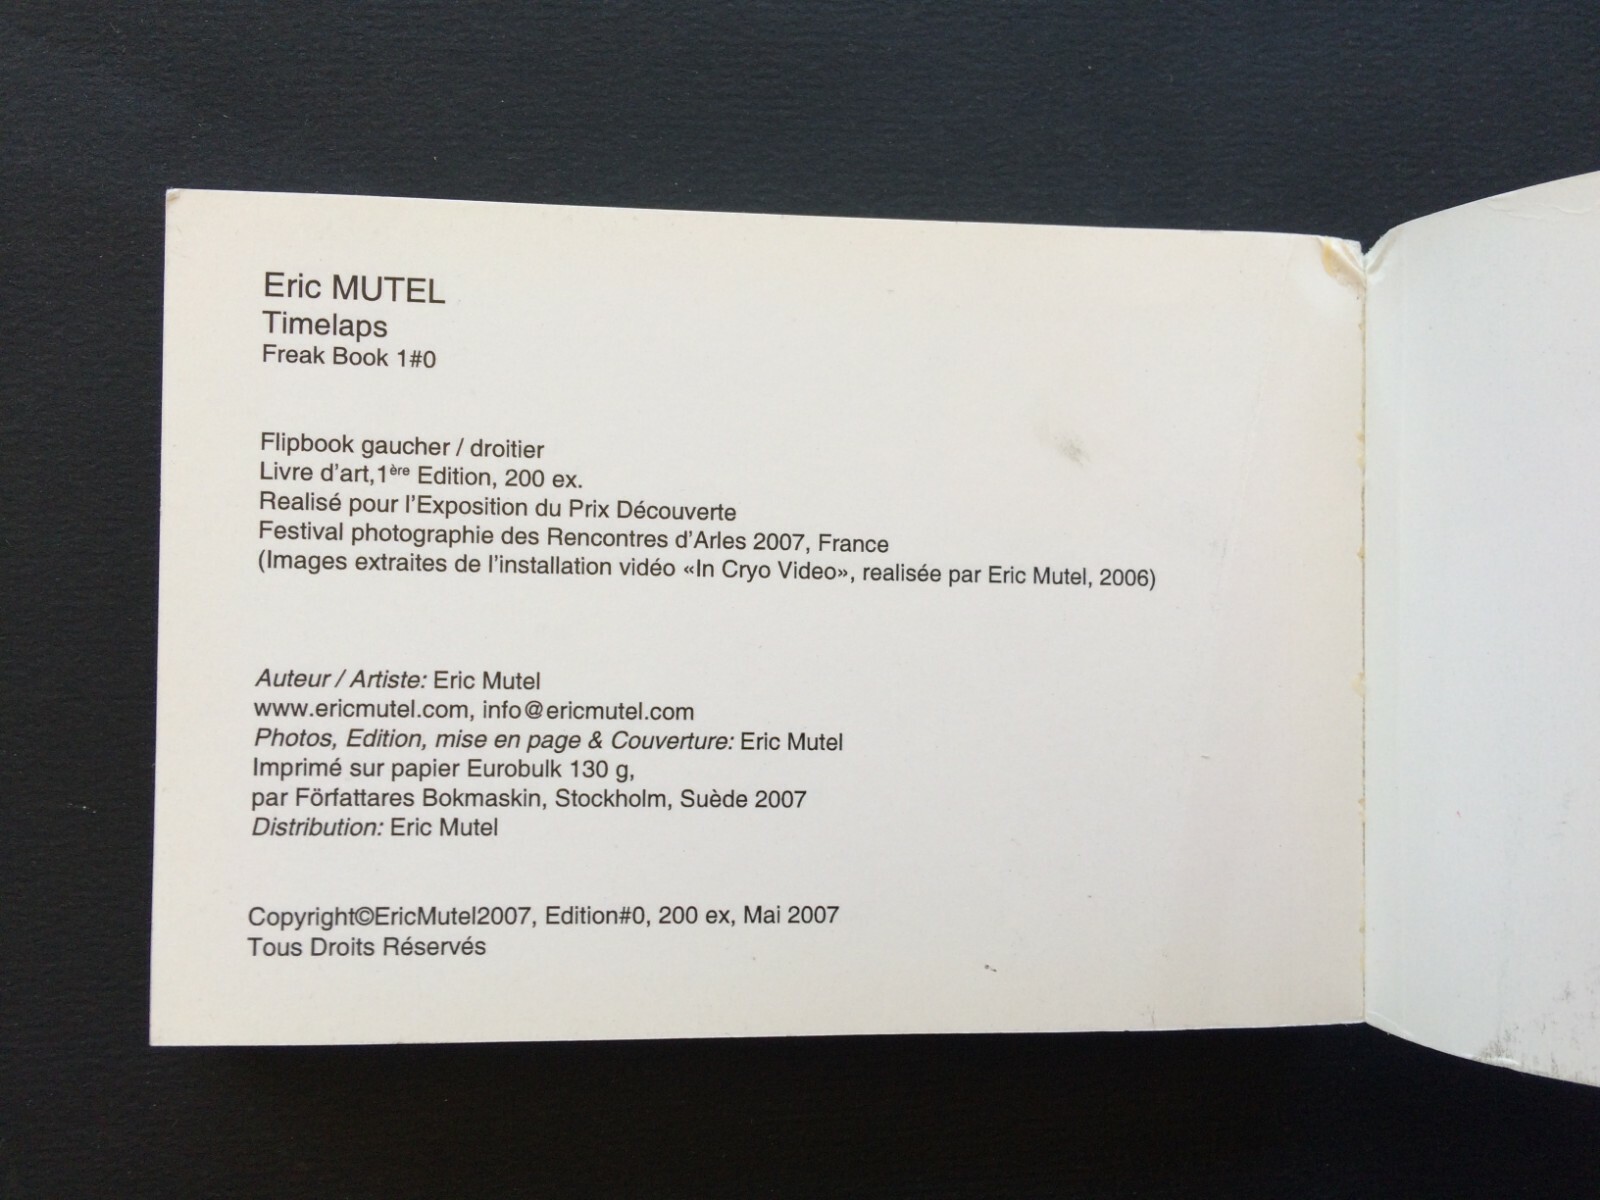 Eric MUTEL
Timelaps
Freak Book 1#0
Flipbook gaucher / droitier
Livre d'art,1ère Edition, 200 ex.
Realisé pour l'Exposition du Prix Découverte
Festival photographie des Rencontres d'Arles 2007, France
(Images extraites de l'installation vidéo «In Cryo Video», realisée par Eric Mutel, 2006)
Auteur / Artiste: Eric Mutel
www.ericmutel.com, info@ericmutel.com
Photos, Edition, mise en page & Couverture: Eric Mutel
Imprimé sur papier Eurobulk 130 g,
par Författares Bokmaskin, Stockholm, Suède 2007
Distribution: Eric Mutel
Copyright©EricMutel2007, Edition#0, 200 ex, Mai 2007
Tous Droits Réservés